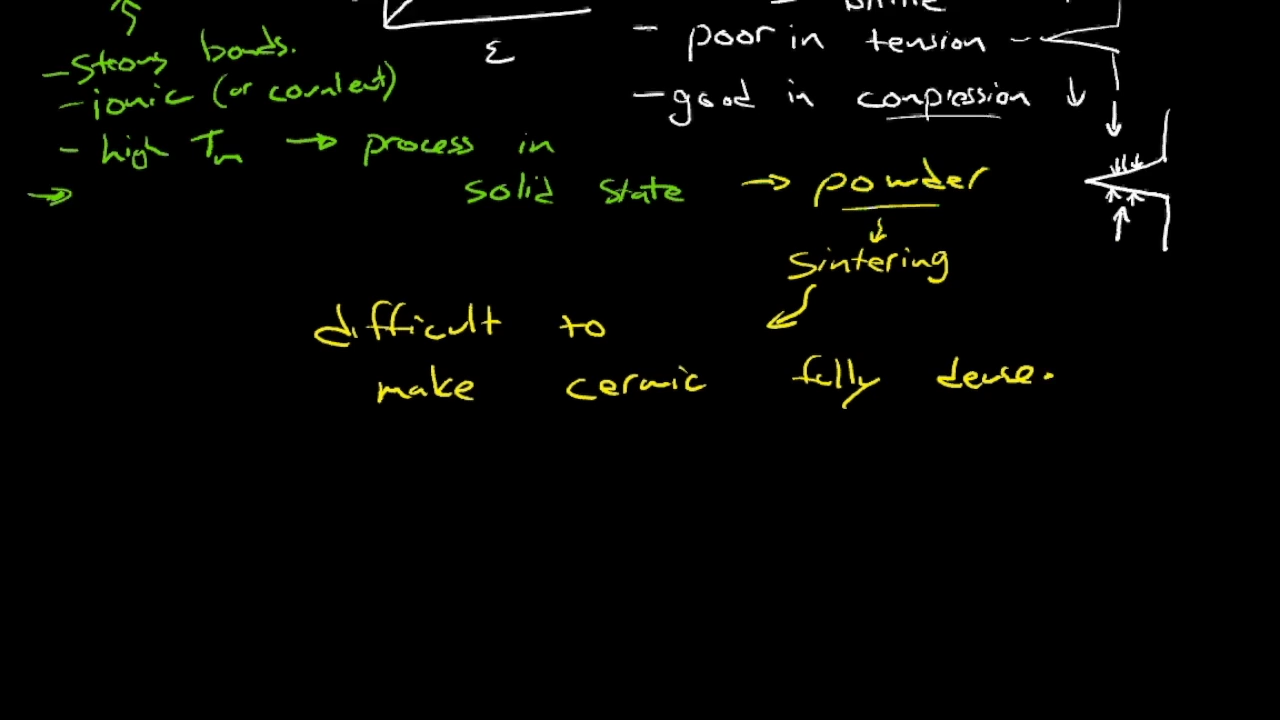 - Strong bonds.
- ionic (or covalent)
- high Tm → process in
solid state → powder
ε
- poor in tension
- good in compression ↓
sintering
difficult to
make ceramic fully dense.